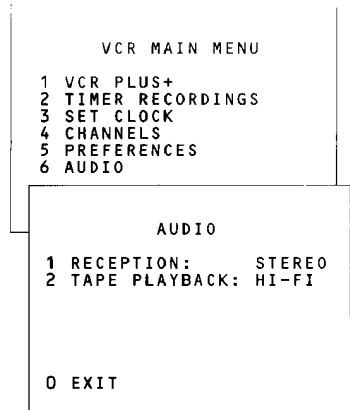 VCR MAIN MENU
1 VCR PLUS+
2 TIMER RECORDINGS
3 SET CLOCK
4 CHANNELS
5 PREFERENCES
6 AUDIO
AUDIO
1 RECEPTION: STEREO
2 TAPE PLAYBACK: HI-FI
0 EXIT